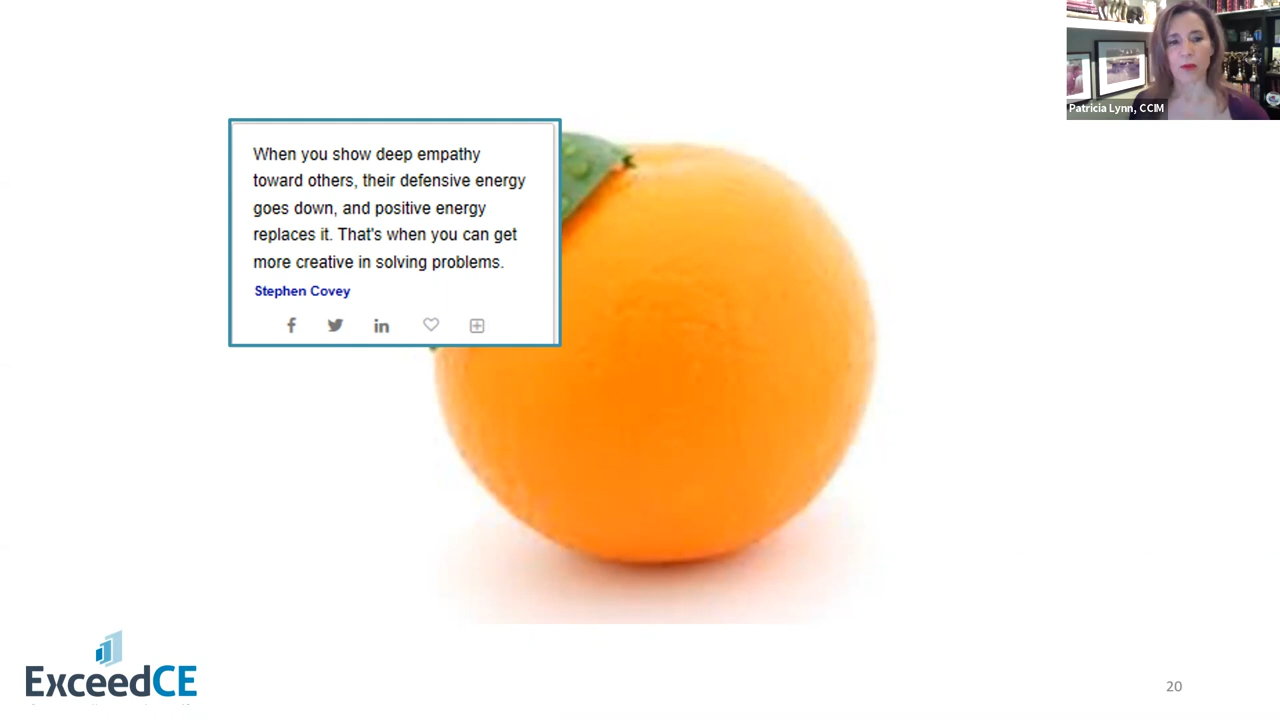 Patricia Lynn, CCIM
When you show deep empathy
toward others, their defensive energy
goes down, and positive energy
replaces it. That's when you can get
more creative in solving problems.
Stephen Covey
ExceedCE
20